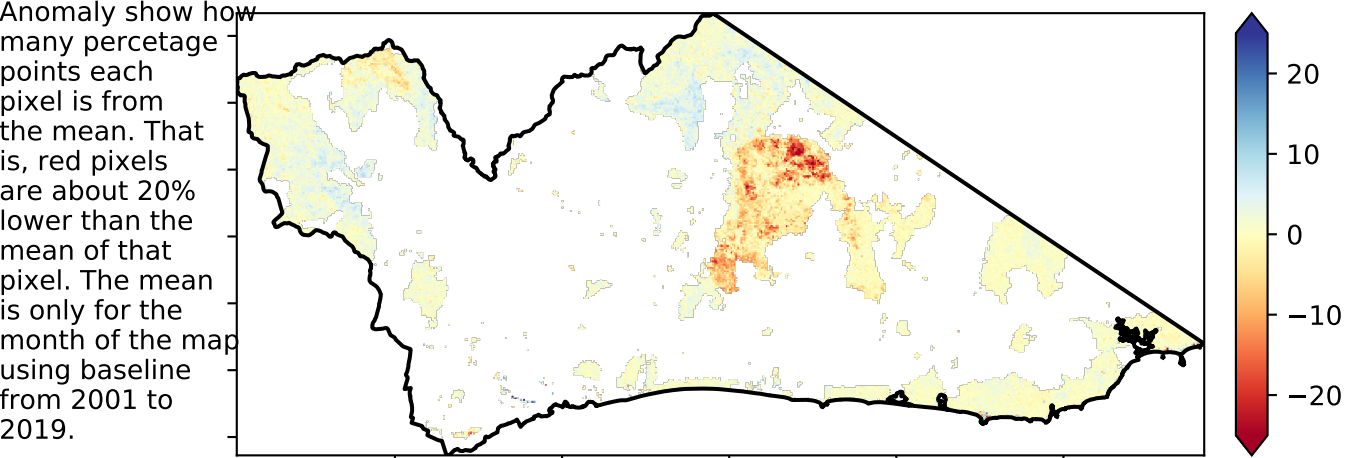 Anomaly show how
many percetage
points each
pixel is from
the mean. That
is, red pixels
are about 20%
lower than the
mean of that
pixel. The mean
is only for the
month of the map
using baseline
from 2001 to
2019.
20
10
0
−10
−20